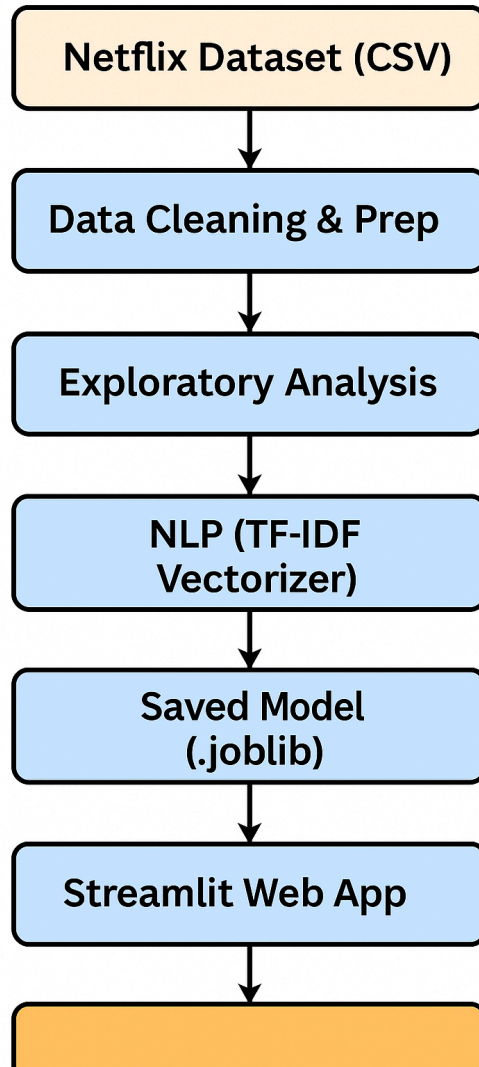 Netflix Dataset (CSV)
Data Cleaning & Prep
Exploratory Analysis
NLP (TF-IDF
Vectorizer)
Saved Model
(.joblib)
Streamlit Web App